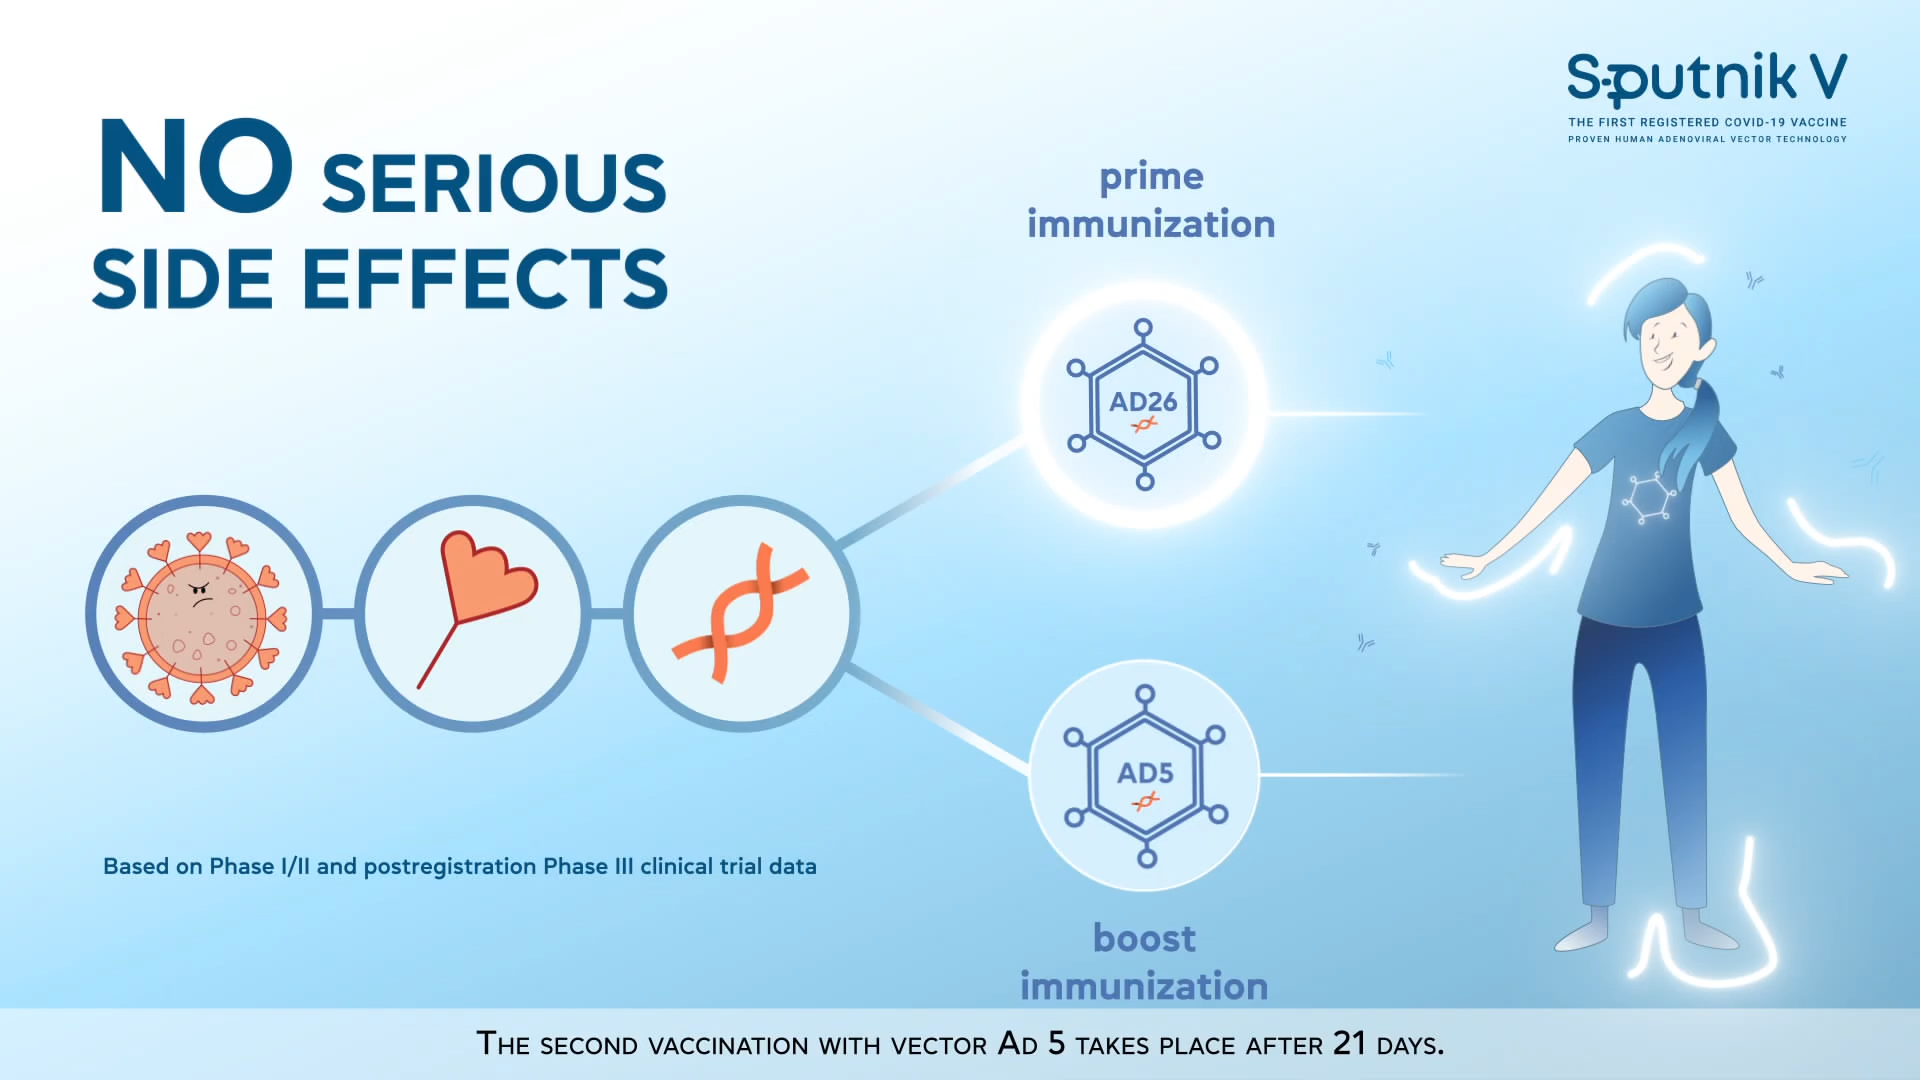 NO SERIOUS
SIDE EFFECTS
Sputnik V
THE FIRST REGISTERED COVID-19 VACCINE
PROVEN HUMAN ADENOVIRAL VECTOR TECHNOLOGY
prime
immunization
AD26
AD5
Based on Phase I/II and postregistration Phase III clinical trial data
boost
immunization
The second vaccination with vector Ad 5 takes place after 21 days.